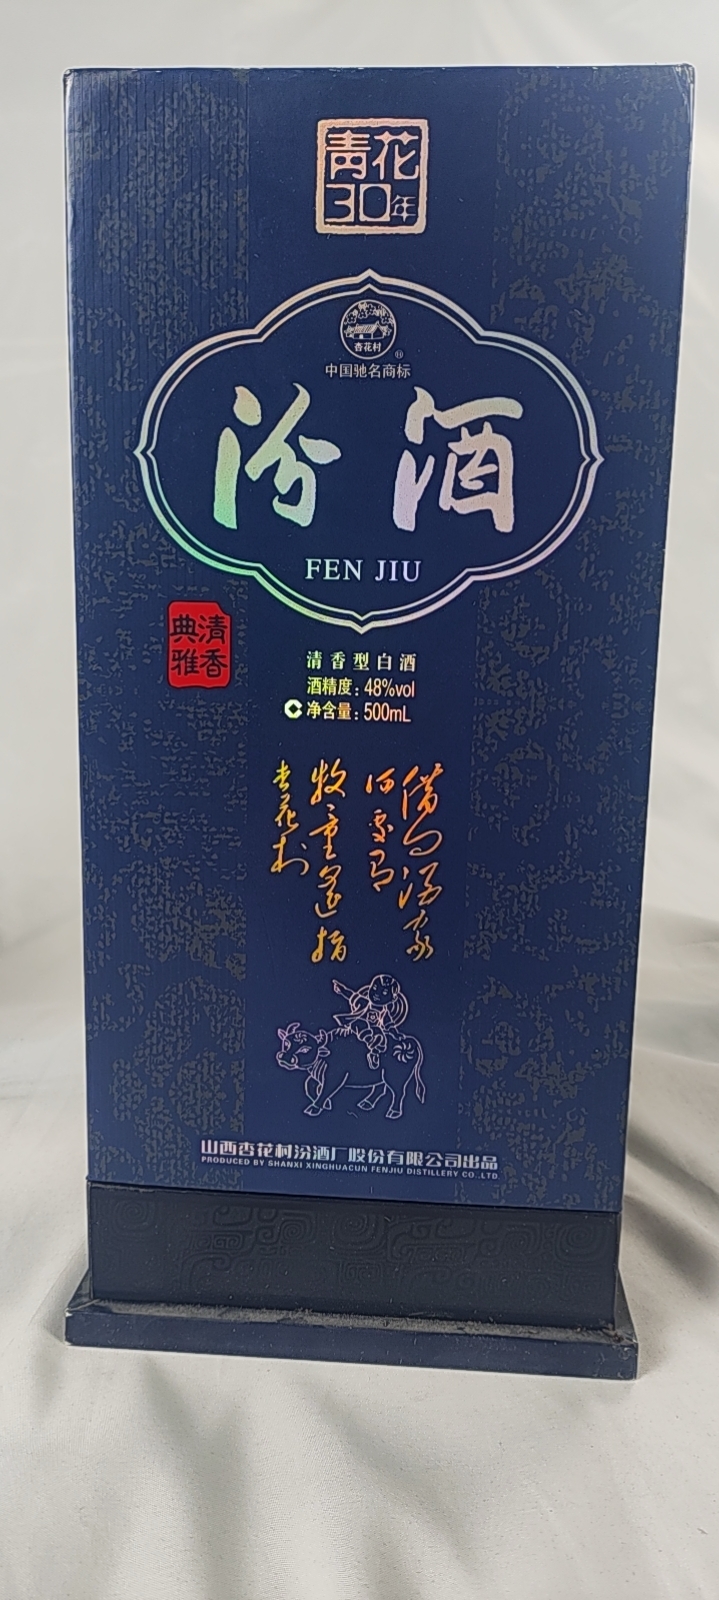 青花
30年
杏花村
®
中国驰名商标
汾酒
FEN JIU
清香
典雅
清香型白酒
酒精度：48%vol
C 净含量：500mL
借问酒家
何处有
牧童遥指
杏花村
山西杏花村汾酒厂股份有限公司出品
PRODUCED BY SHANXI XINGHUACUN FENJIU DISTILLERY CO.,LTD.